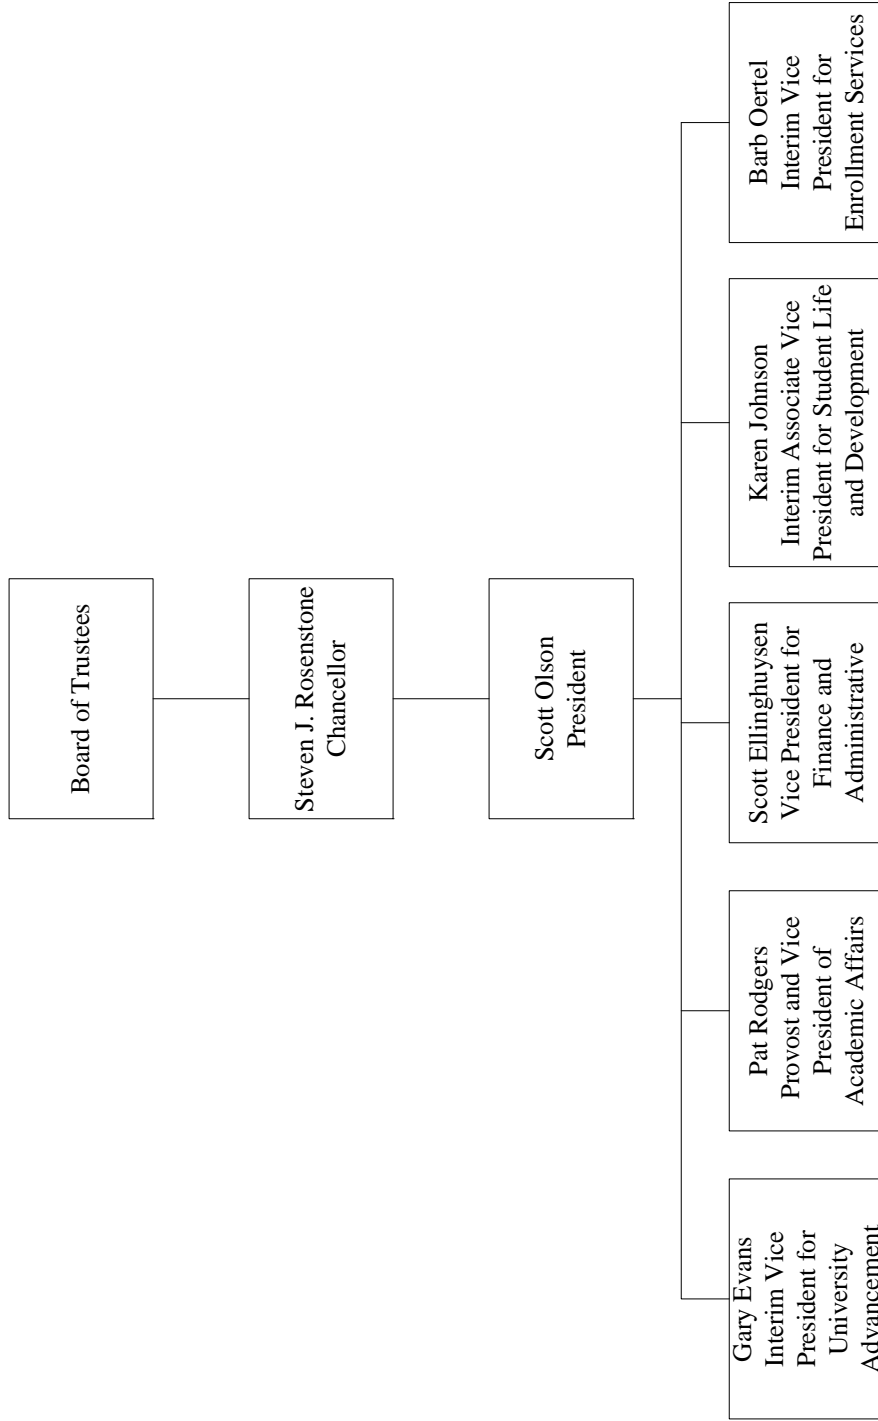 Board of Trustees
Steven J. Rosenstone
Chancellor
Scott Olson
President
Gary Evans
Interim Vice
President for
University
Advancement
Pat Rodgers
Provost and Vice
President of
Academic Affairs
Scott Ellinghuysen
Vice President for
Finance and
Administrative
Karen Johnson
Interim Associate Vice
President for Student Life
and Development
Barb Oertel
Interim Vice
President for
Enrollment Services